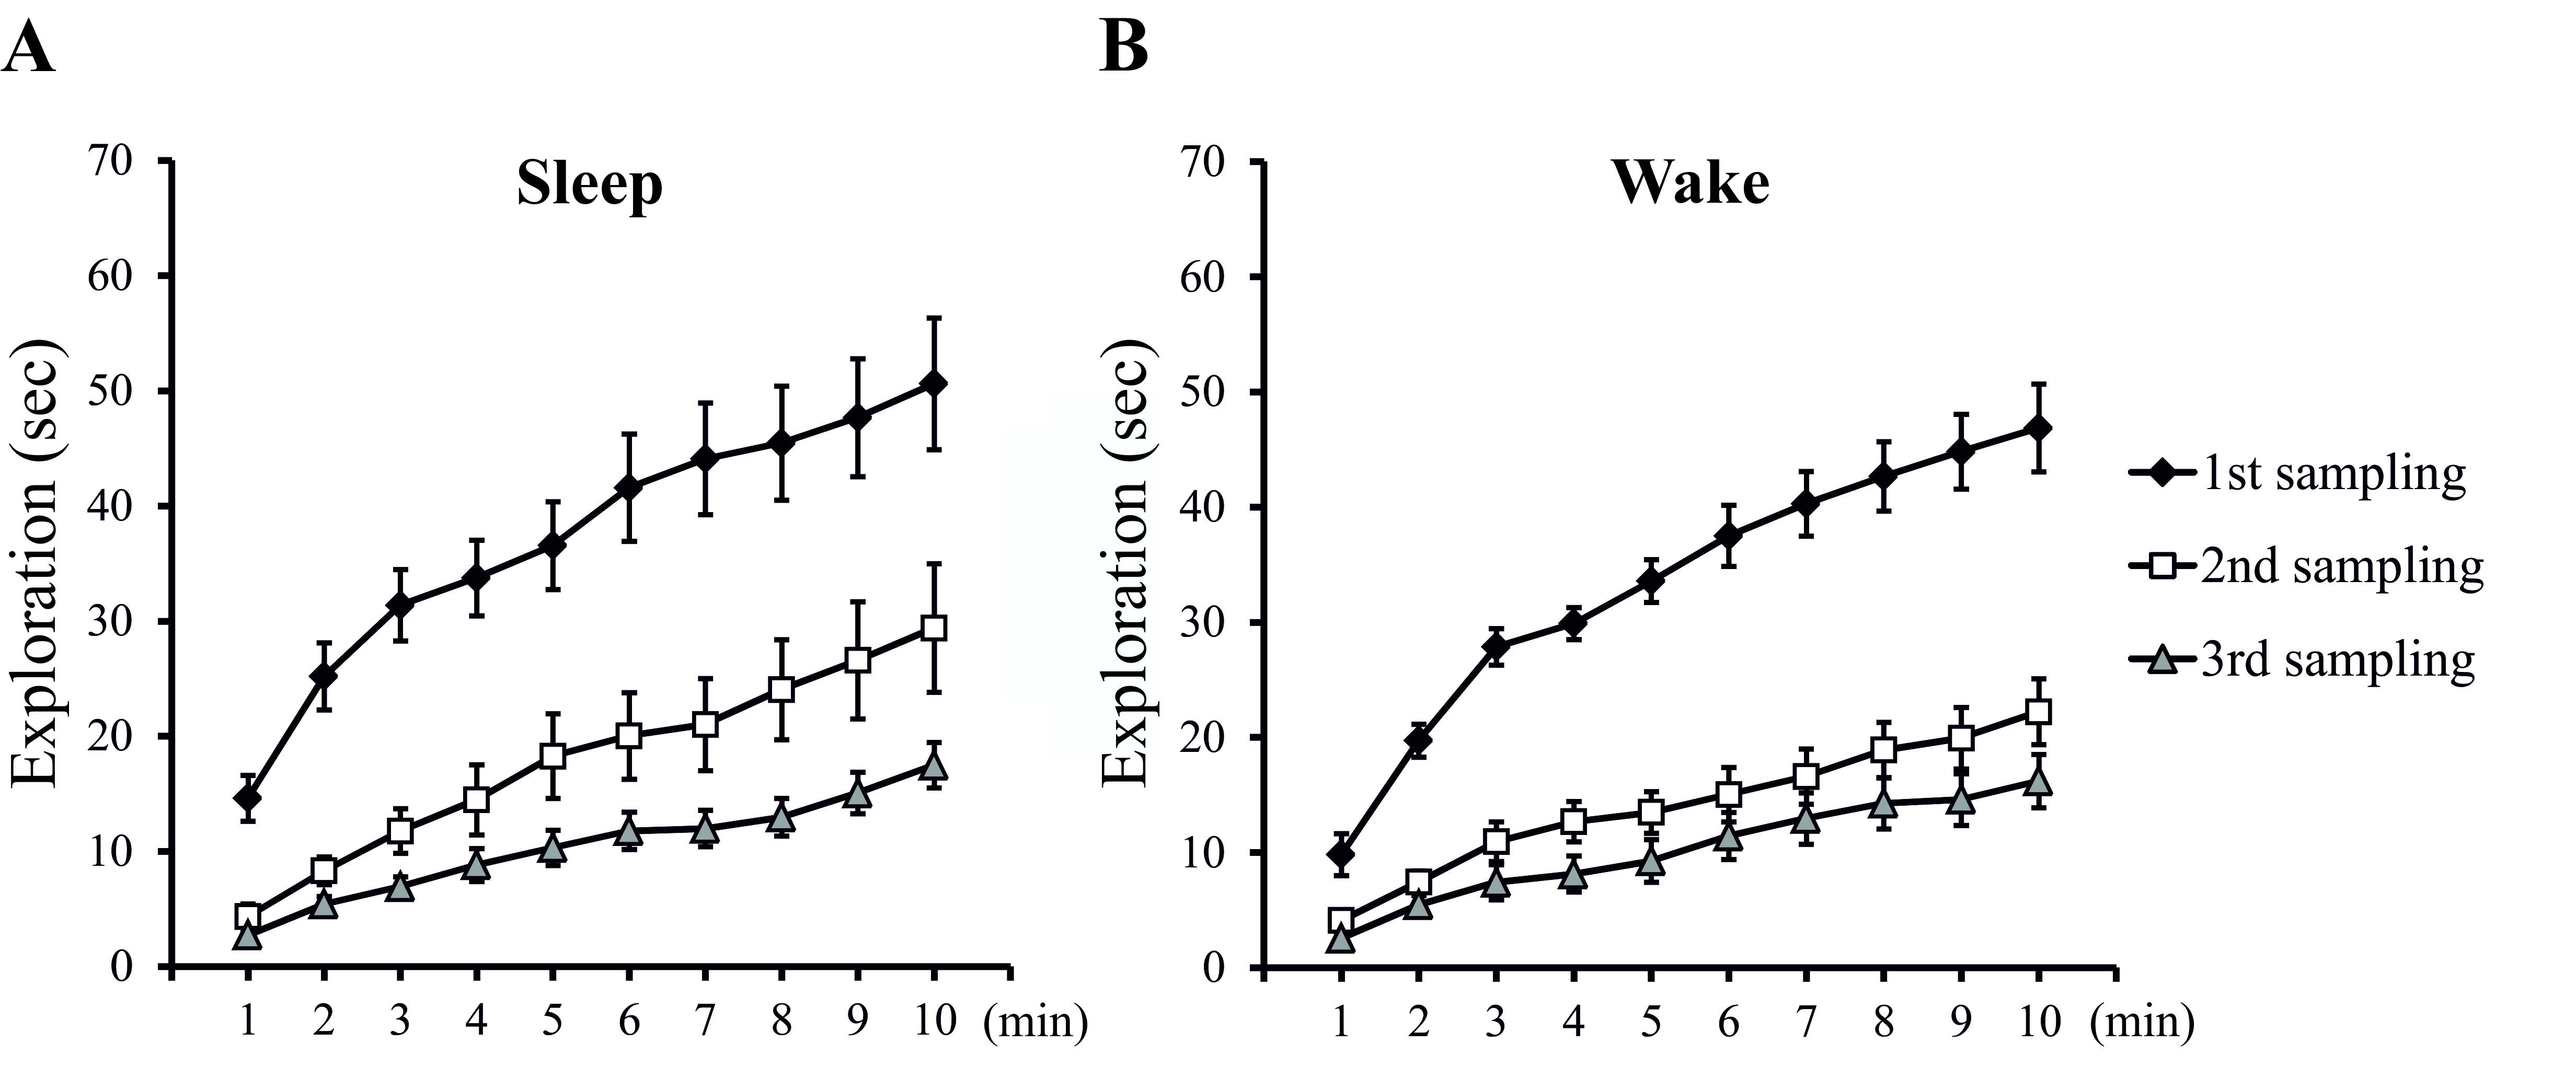 A
Sleep
Exploration (sec)
70
60
50
40
30
20
10
0
1 2 3 4 5 6 7 8 9 10 (min)
B
Wake
Exploration (sec)
70
60
50
40
30
20
10
0
1 2 3 4 5 6 7 8 9 10 (min)
1st sampling
2nd sampling
3rd sampling